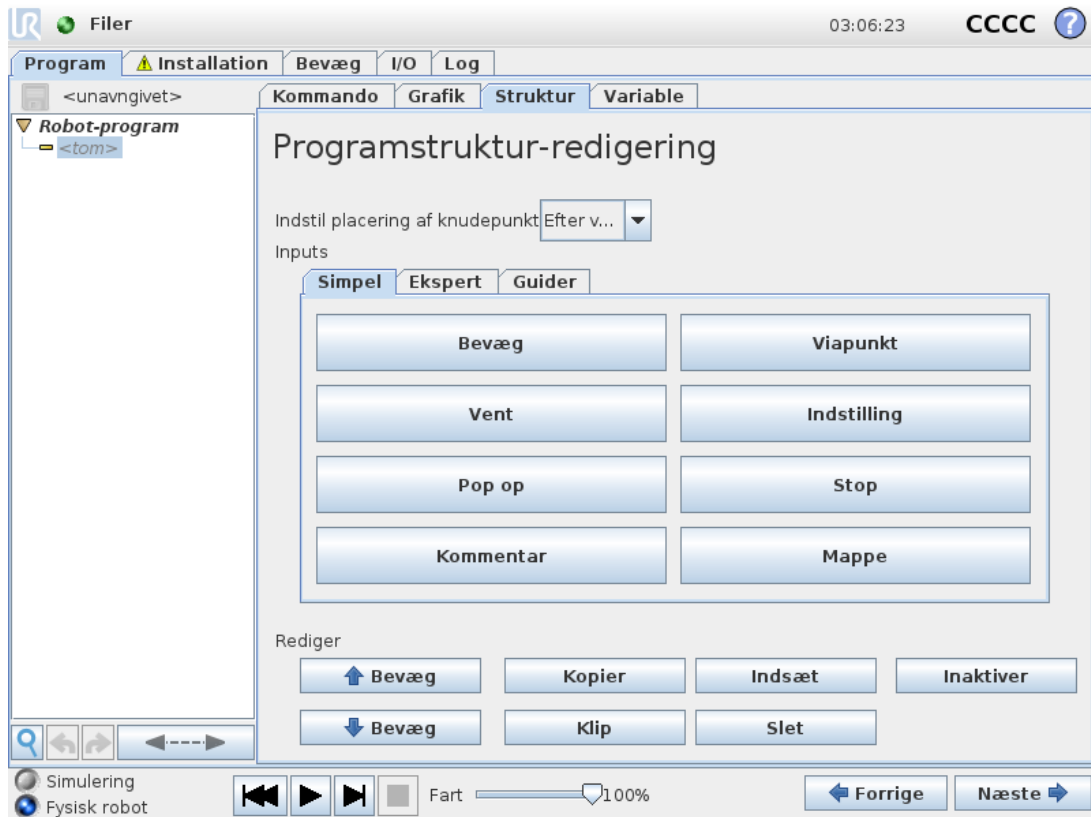 UR Filer 03:06:23 CCCC ?
Program Installation Bevæg I/O Log
<unavngivet>
Kommando Grafik Struktur Variable
Robot-program
<tom>
Programstruktur-redigering
Indstil placering af knudepunkt Efter v...
Inputs
Simpel Ekspert Guider
Bevæg Viapunkt
Vent Indstilling
Pop op Stop
Kommentar Mappe
Rediger
Bevæg Kopier Indsæt Inaktiver
Bevæg Klip Slet
Simulering
Fysisk robot
Fart 100%
Forrige Næste